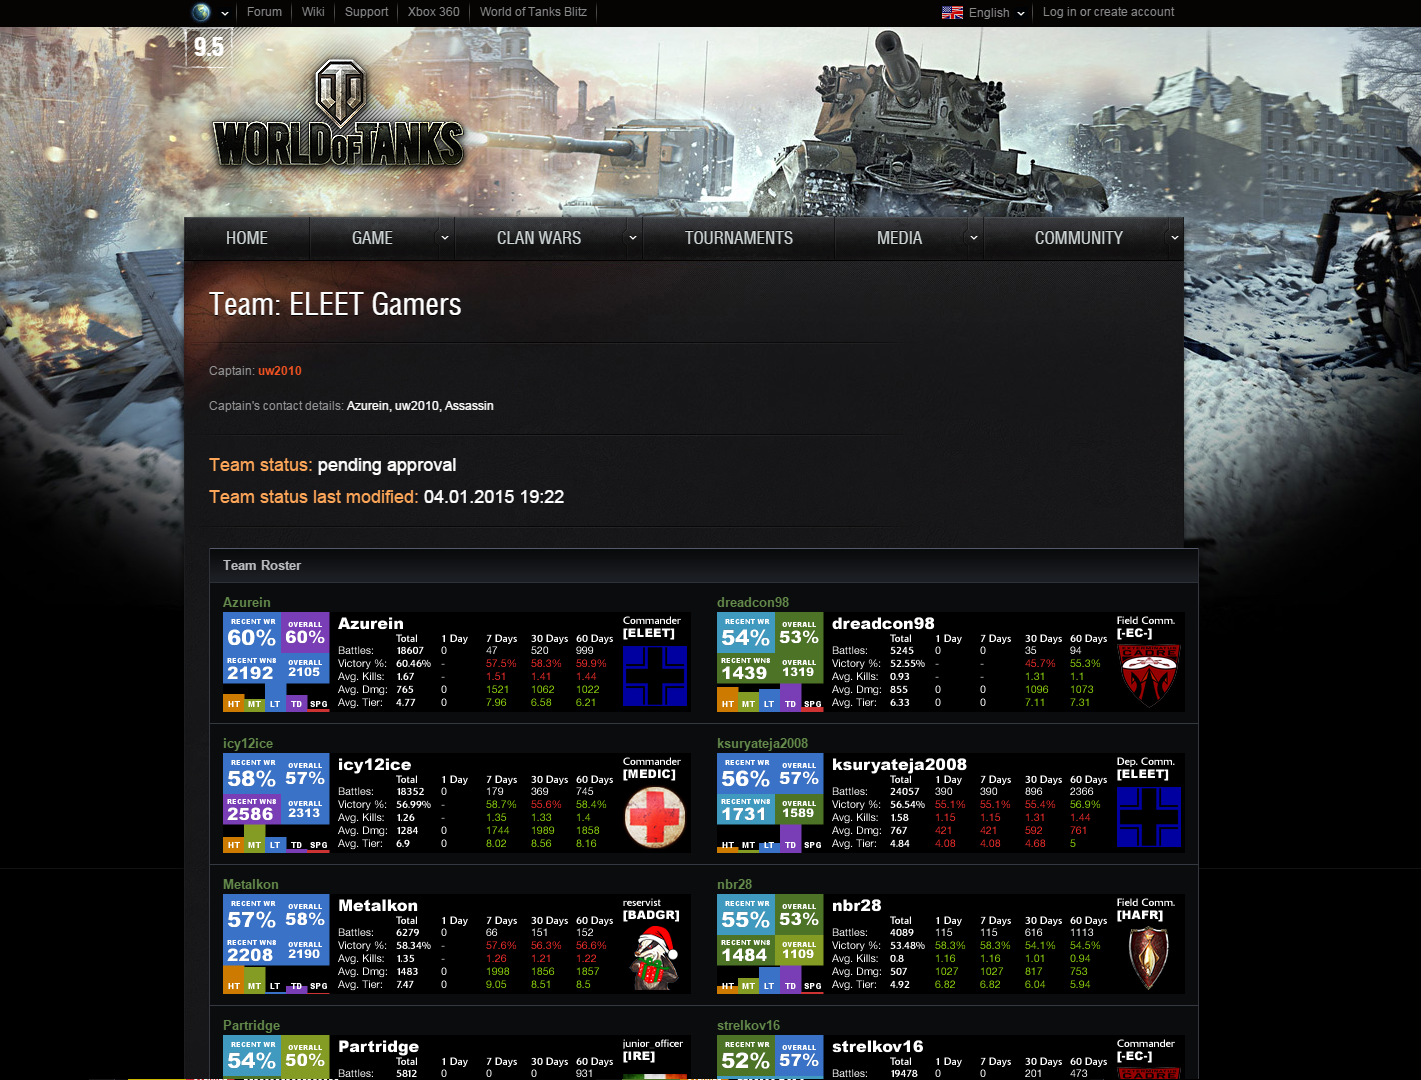 Forum Wiki Support Xbox 360 World of Tanks Blitz English Log in or create account
9.5
WORLD OF TANKS
HOME GAME CLAN WARS TOURNAMENTS MEDIA COMMUNITY
Team: ELEET Gamers
Captain: uw2010
Captain's contact details: Azurein, uw2010, Assassin
Team status: pending approval
Team status last modified: 04.01.2015 19:22
Team Roster
Azurein
RECENT WR OVERALL
60% 60%
RECENT WN8 OVERALL
2192 2105
HT MT LT TD SPG
Azurein
Total 1 Day 7 Days 30 Days 60 Days
Battles: 18607 0 47 520 999
Victory %: 60.46% - 57.5% 58.3% 59.9%
Avg. Kills: 1.67 - 1.51 1.41 1.44
Avg. Dmg: 765 0 1521 1062 1022
Avg. Tier: 4.77 0 7.96 6.58 6.21
Commander
[ELEET]
dreadcon98
RECENT WR OVERALL
54% 53%
RECENT WN8 OVERALL
1439 1319
HT MT LT TD SPG
dreadcon98
Total 1 Day 7 Days 30 Days 60 Days
Battles: 5245 0 0 35 94
Victory %: 52.55% - - 45.7% 55.3%
Avg. Kills: 0.93 - - 1.31 1.1
Avg. Dmg: 855 0 0 1096 1073
Avg. Tier: 6.33 0 0 7.11 7.31
Field Comm.
[-EC-]
CADRE
icy12ice
RECENT WR OVERALL
58% 57%
RECENT WN8 OVERALL
2586 2313
HT MT LT TD SPG
icy12ice
Total 1 Day 7 Days 30 Days 60 Days
Battles: 18352 0 179 369 745
Victory %: 56.99% - 58.7% 55.6% 58.4%
Avg. Kills: 1.26 - 1.35 1.33 1.4
Avg. Dmg: 1284 0 1744 1989 1858
Avg. Tier: 6.9 0 8.02 8.56 8.16
Commander
[MEDIC]
ksuryateja2008
RECENT WR OVERALL
56% 57%
RECENT WN8 OVERALL
1731 1589
HT MT LT TD SPG
ksuryateja2008
Total 1 Day 7 Days 30 Days 60 Days
Battles: 24057 390 390 896 2366
Victory %: 56.54% 55.1% 55.1% 55.4% 56.9%
Avg. Kills: 1.58 1.15 1.15 1.31 1.44
Avg. Dmg: 767 421 421 592 761
Avg. Tier: 4.84 4.08 4.08 4.68 5
Dep. Comm.
[ELEET]
Metalkon
RECENT WR OVERALL
57% 58%
RECENT WN8 OVERALL
2208 2190
HT MT LT TD SPG
Metalkon
Total 1 Day 7 Days 30 Days 60 Days
Battles: 6279 0 66 151 152
Victory %: 58.34% - 57.6% 56.3% 56.6%
Avg. Kills: 1.35 - 1.26 1.21 1.22
Avg. Dmg: 1483 0 1998 1856 1857
Avg. Tier: 7.47 0 9.05 8.51 8.5
reservist
[BADGR]
nbr28
RECENT WR OVERALL
55% 53%
RECENT WN8 OVERALL
1484 1109
HT MT LT TD SPG
nbr28
Total 1 Day 7 Days 30 Days 60 Days
Battles: 4089 115 115 616 1113
Victory %: 53.48% 58.3% 58.3% 54.1% 54.5%
Avg. Kills: 0.8 1.16 1.16 1.01 0.94
Avg. Dmg: 507 1027 1027 817 753
Avg. Tier: 4.92 6.82 6.82 6.04 5.94
Field Comm.
[HAFR]
Partridge
RECENT WR OVERALL
54% 50%
Partridge
Total 1 Day 7 Days 30 Days 60 Days
Battles: 5812 0 0 0 931
junior_officer
[IRE]
strelkov16
RECENT WR OVERALL
52% 57%
strelkov16
Total 1 Day 7 Days 30 Days 60 Days
Battles: 19478 0 0 201 473
Commander
[-EC-]